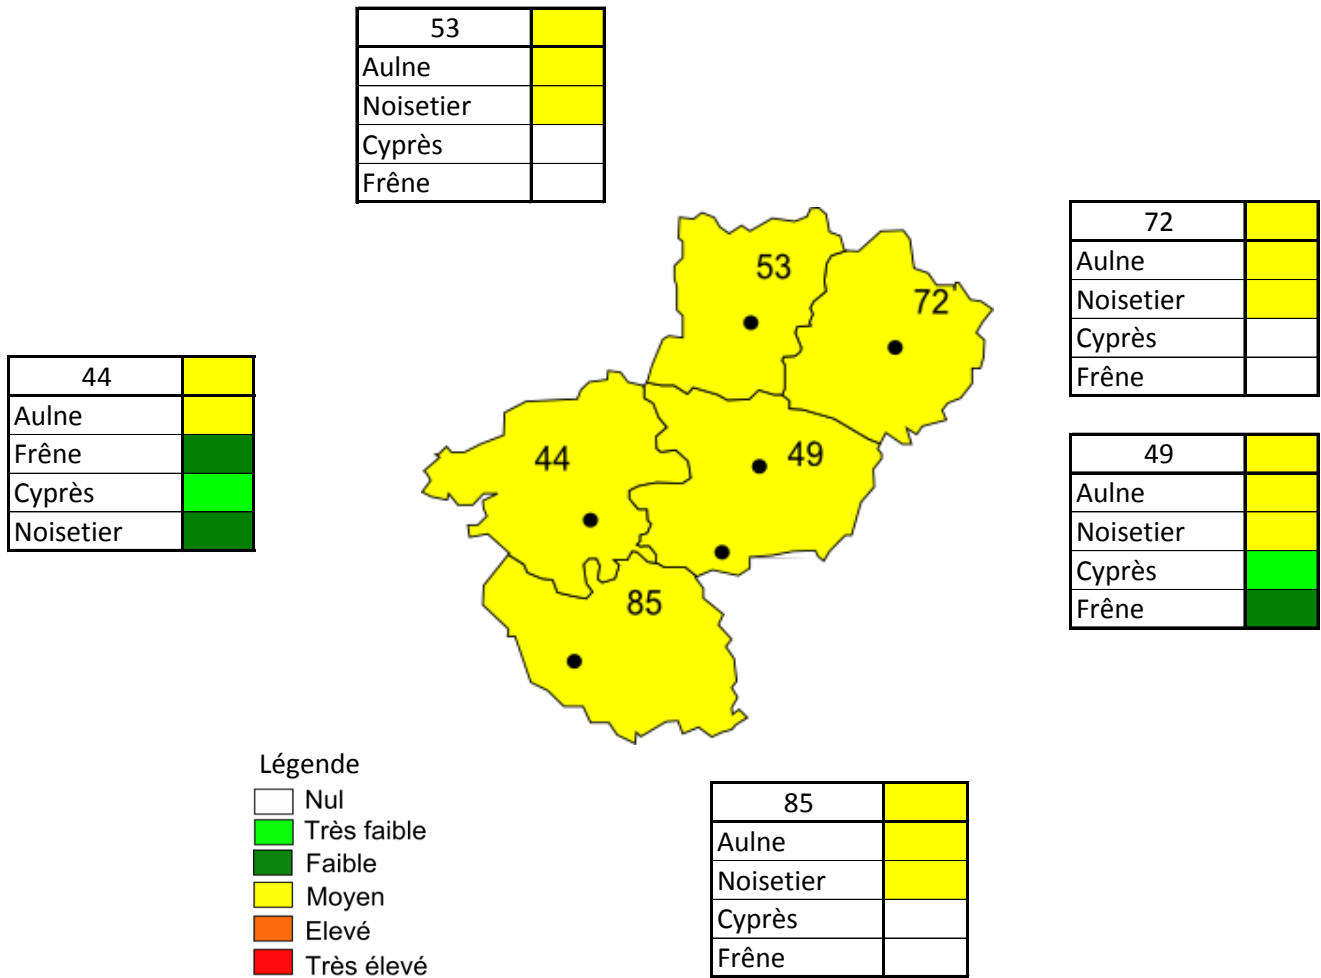 53
Aulne
Noisetier
Cyprès
Frêne
72
Aulne
Noisetier
Cyprès
Frêne
53
72
44
Aulne
Frêne
Cyprès
Noisetier
44
49
85
49
Aulne
Noisetier
Cyprès
Frêne
Légende
Nul
Très faible
Faible
Moyen
Elevé
Très élevé
85
Aulne
Noisetier
Cyprès
Frêne